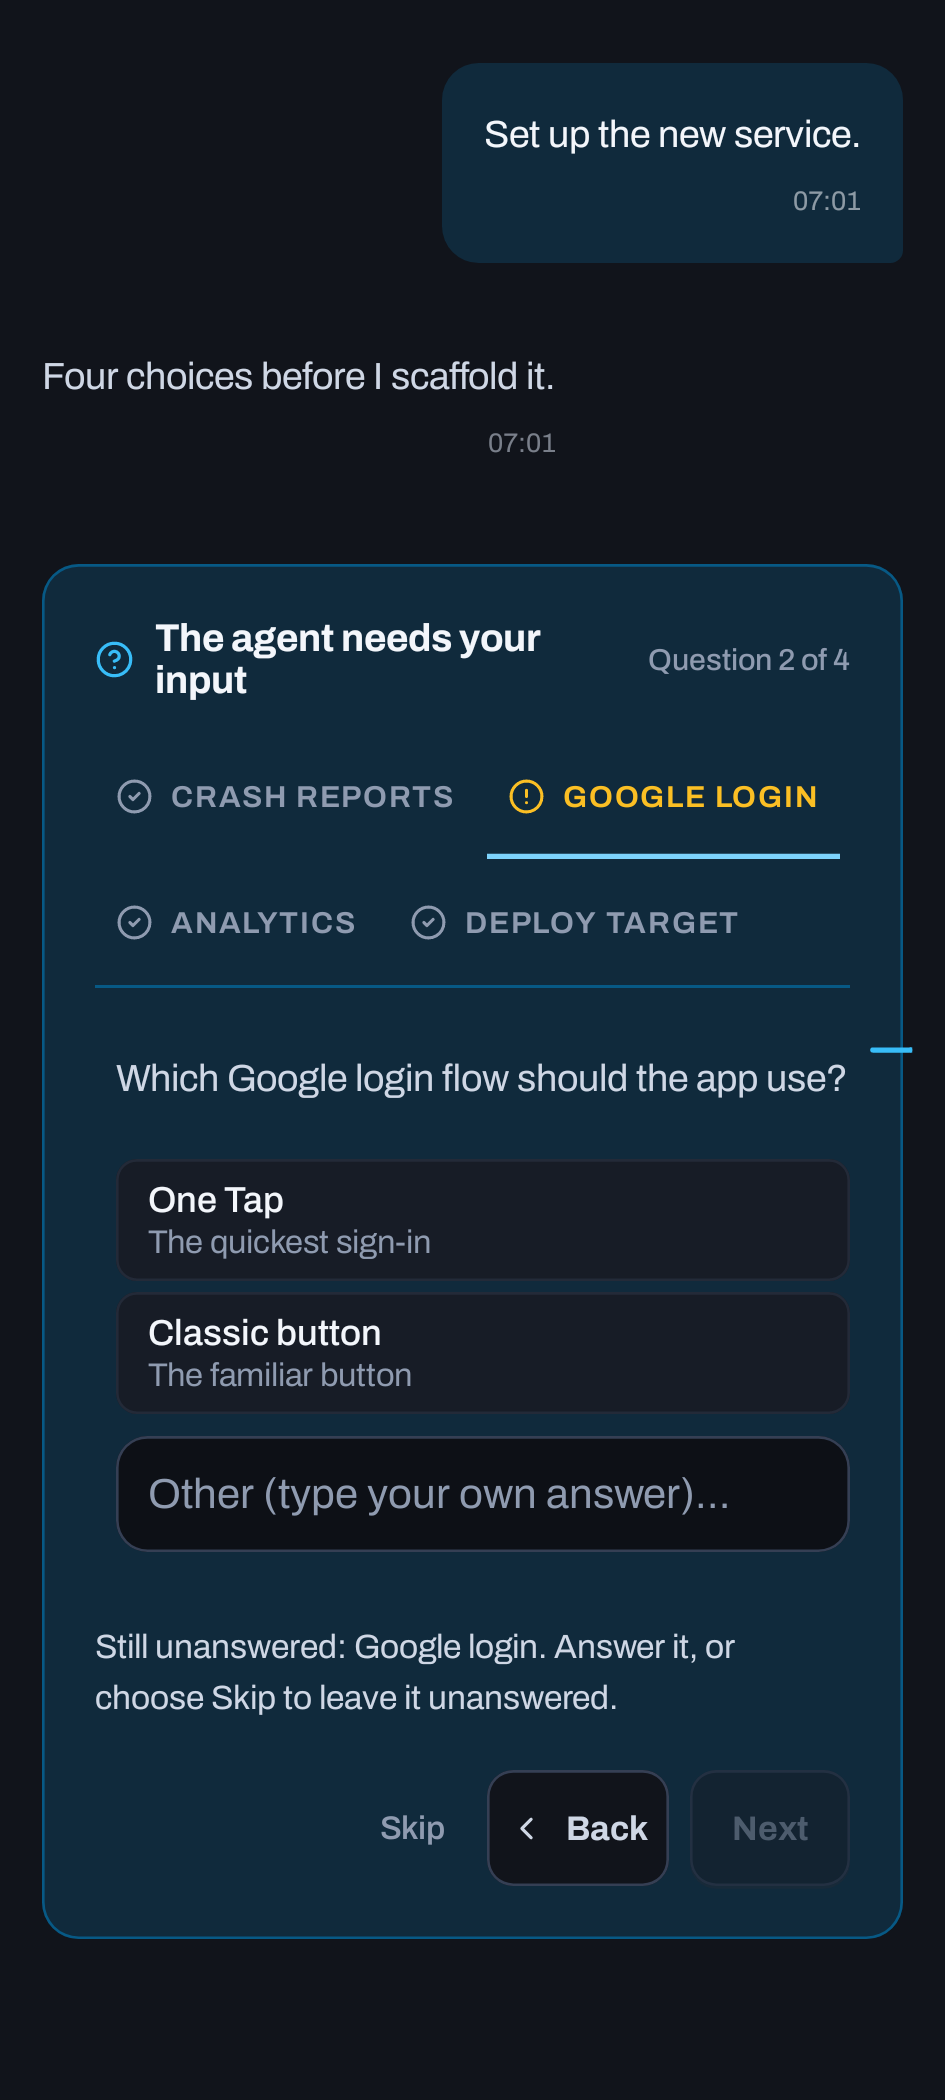 Set up the new service.
07:01
Four choices before I scaffold it.
07:01
The agent needs your
input
Question 2 of 4
CRASH REPORTS
GOOGLE LOGIN
ANALYTICS
DEPLOY TARGET
Which Google login flow should the app use?
One Tap
The quickest sign-in
Classic button
The familiar button
Other (type your own answer)...
Still unanswered: Google login. Answer it, or
choose Skip to leave it unanswered.
Skip
Back
Next